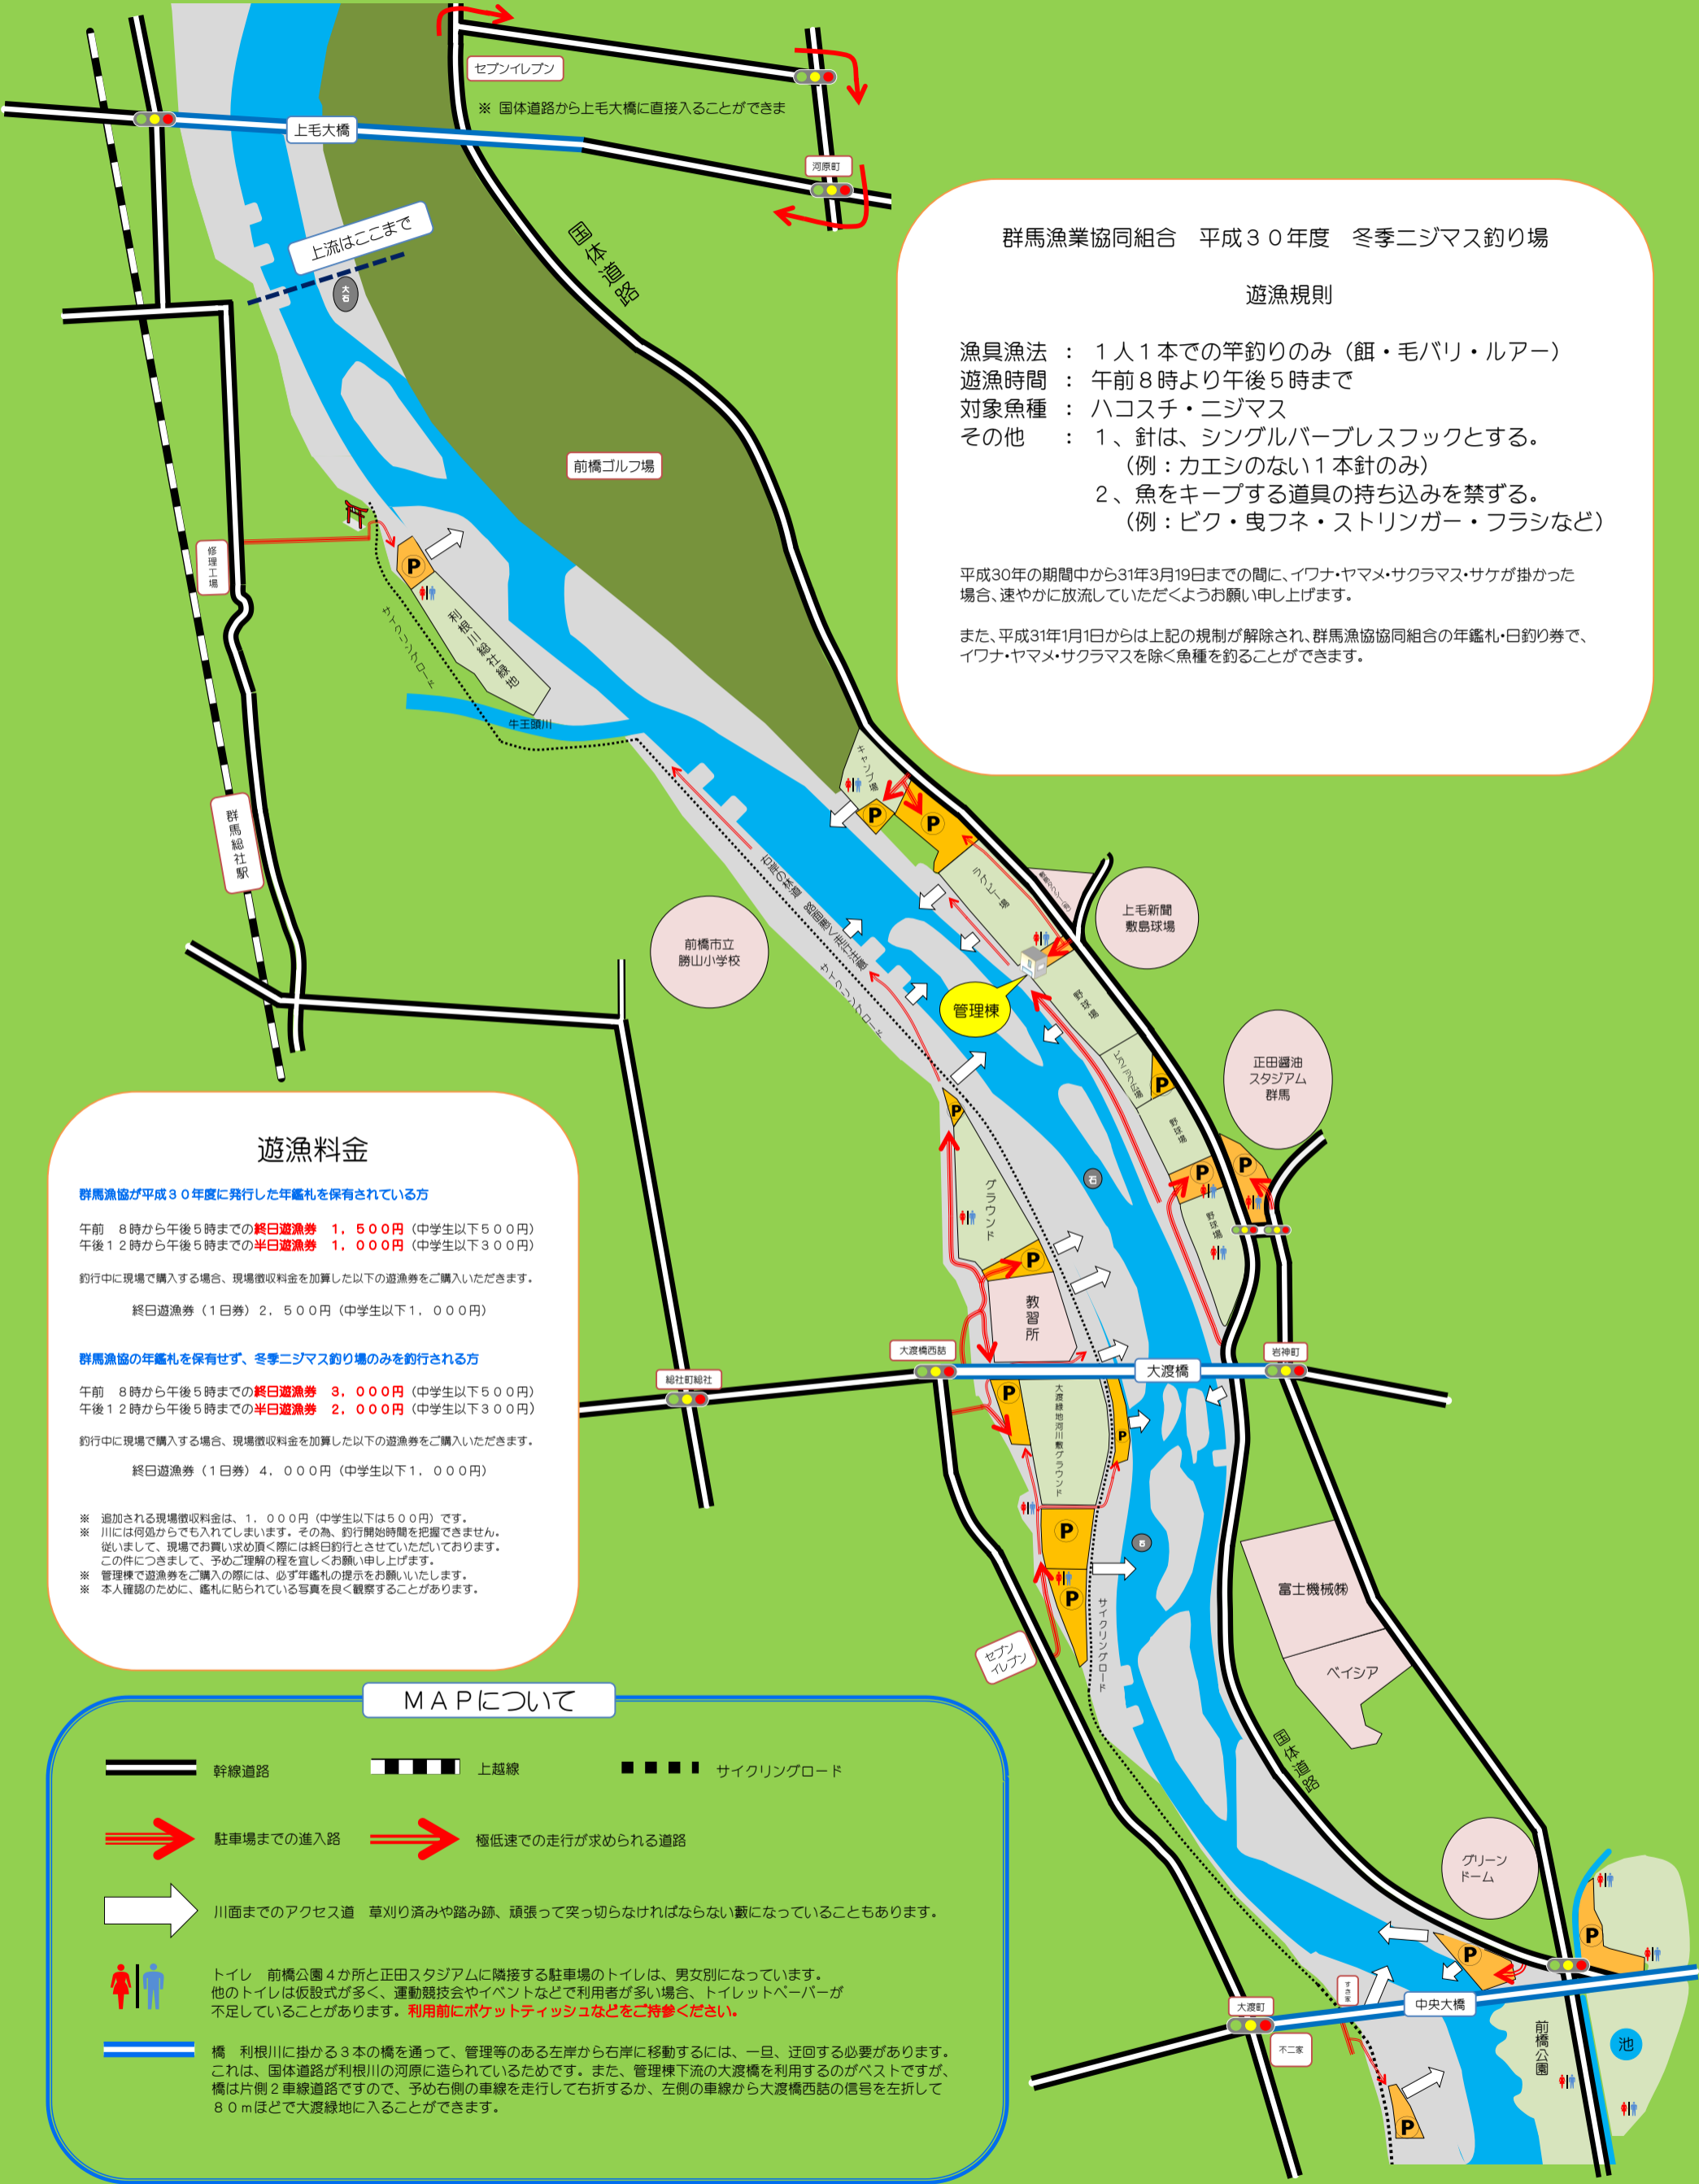 セブンイレブン
※ 国体道路から上毛大橋に直接入ることができま
上毛大橋
河原町
上流はここまで
大石
国体道路
群馬漁業協同組合　平成３０年度　冬季ニジマス釣り場
遊漁規則
漁具漁法 ： １人１本での竿釣りのみ（餌・毛バリ・ルアー）
遊漁時間 ： 午前８時より午後５時まで
対象魚種 ： ハコスチ・ニジマス
その他　 ： １、針は、シングルバーブレスフックとする。
（例：カエシのない１本針のみ）
２、魚をキープする道具の持ち込みを禁ずる。
（例：ビク・曳フネ・ストリンガー・フラシなど）
平成30年の期間中から31年3月19日までの間に､イワナ･ヤマメ･サクラマス･サケが掛かった
場合､速やかに放流していただくようお願い申し上げます。
また､平成31年1月1日からは上記の規制が解除され､群馬漁協協同組合の年鑑札･日釣り券で､
イワナ･ヤマメ･サクラマスを除く魚種を釣ることができます。
前橋ゴルフ場
修理工場
P
サイクリングロード
利根川総社緑地
牛王頭川
群馬総社駅
キャンプ場
P
P
ラグビー場
上毛新聞
敷島球場
前橋市立
勝山小学校
右岸の林道　路面悪く走行注意
サイクリングロード
管理棟
野球場
ピクニック広場
P
正田醤油
スタジアム
群馬
野球場
P
P
P
石
グラウンド
野球場
P
教習所
大渡橋西詰
大渡橋
岩神町
総社町総社
P
大渡緑地河川敷グラウンド
P
P
石
P
サイクリングロード
セブン
イレブン
富士機械㈱
ベイシア
国体道路
グリーン
ドーム
P
P
すき家
大渡町
中央大橋
不二家
前橋公園
池
P
遊漁料金
群馬漁協が平成３０年度に発行した年鑑札を保有されている方
午前　８時から午後５時までの終日遊漁券　１，５００円（中学生以下５００円）
午後１２時から午後５時までの半日遊漁券　１，０００円（中学生以下３００円）
釣行中に現場で購入する場合、現場徴収料金を加算した以下の遊漁券をご購入いただきます。
終日遊漁券（１日券）２，５００円（中学生以下１，０００円）
群馬漁協の年鑑札を保有せず、冬季ニジマス釣り場のみを釣行される方
午前　８時から午後５時までの終日遊漁券　３，０００円（中学生以下５００円）
午後１２時から午後５時までの半日遊漁券　２，０００円（中学生以下３００円）
釣行中に現場で購入する場合、現場徴収料金を加算した以下の遊漁券をご購入いただきます。
終日遊漁券（１日券）４，０００円（中学生以下１，０００円）
※　追加される現場徴収料金は、１，０００円（中学生以下は５００円）です。
※　川には何処からでも入れてしまいます。その為、釣行開始時間を把握できません。
従いまして、現場でお買い求め頂く際には終日釣行とさせていただいております。
この件につきまして、予めご理解の程を宜しくお願い申し上げます。
※　管理棟で遊漁券をご購入の際には、必ず年鑑札の提示をお願いいたします。
※　本人確認のために、鑑札に貼られている写真を良く観察することがあります。
ＭＡＰについて
幹線道路
上越線
サイクリングロード
駐車場までの進入路
極低速での走行が求められる道路
川面までのアクセス道　草刈り済みや踏み跡、頑張って突っ切らなければならない藪になっていることもあります。
トイレ　前橋公園４か所と正田スタジアムに隣接する駐車場のトイレは、男女別になっています。
他のトイレは仮設式が多く、運動競技会やイベントなどで利用者が多い場合、トイレットペーパーが
不足していることがあります。利用前にポケットティッシュなどをご持参ください。
橋　利根川に掛かる３本の橋を通って、管理等のある左岸から右岸に移動するには、一旦、迂回する必要があります。
これは、国体道路が利根川の河原に造られているためです。また、管理棟下流の大渡橋を利用するのがベストですが、
橋は片側２車線道路ですので、予め右側の車線を走行して右折するか、左側の車線から大渡橋西詰の信号を左折して
８０ｍほどで大渡緑地に入ることができます。